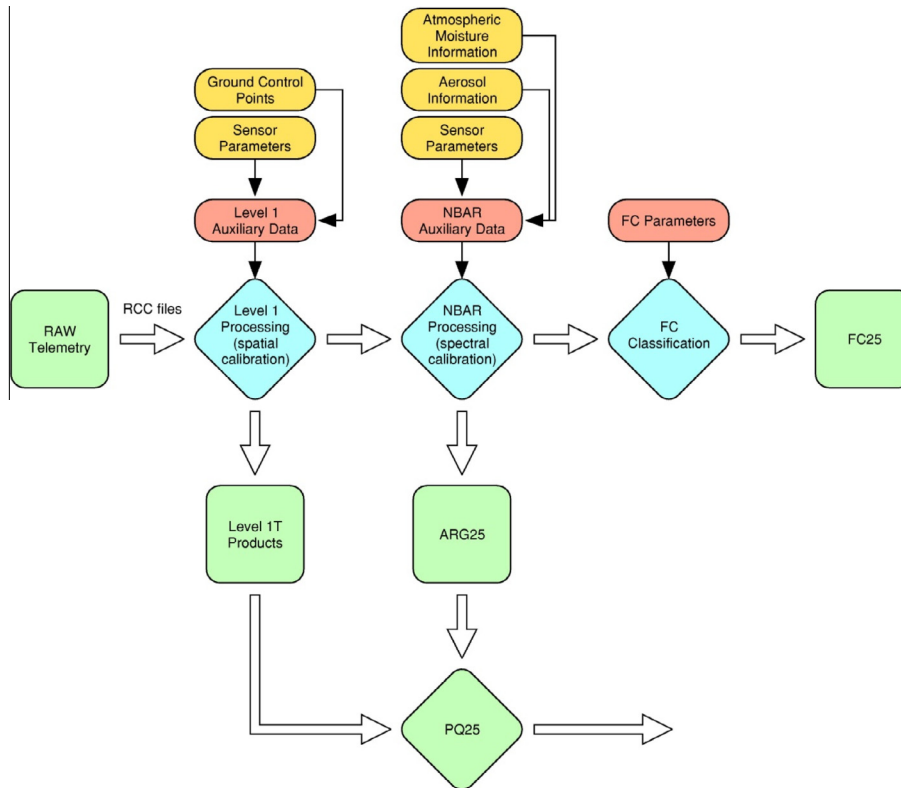 Atmospheric
Moisture
Information
Ground Control
Points
Aerosol
Information
Sensor
Parameters
Sensor
Parameters
Level 1
Auxiliary Data
NBAR
Auxiliary Data
FC Parameters
RAW
Telemetry
RCC files
Level 1
Processing
(spatial
calibration)
NBAR
Processing
(spectral
calibration)
FC
Classification
FC25
Level 1T
Products
ARG25
PQ25